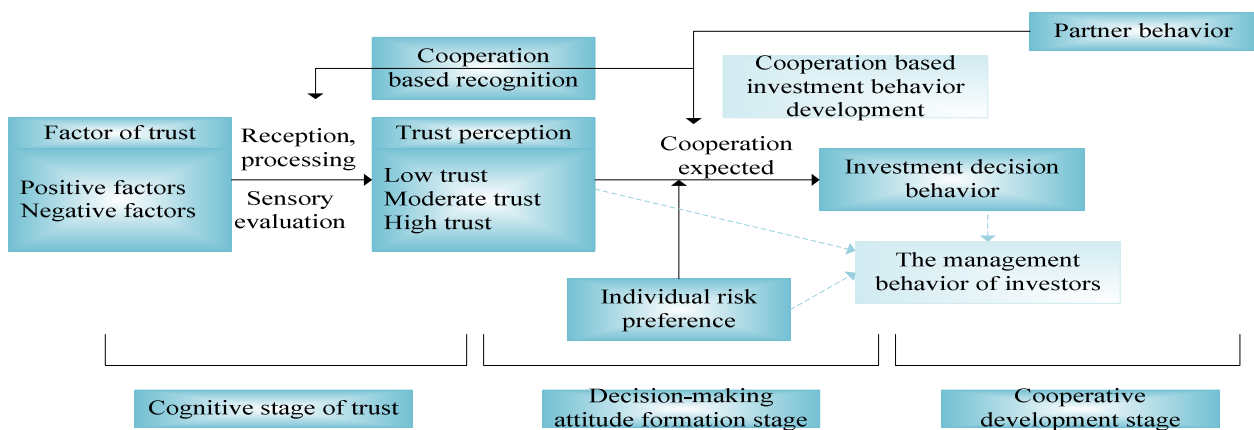 Partner behavior
Cooperation
based recognition
Cooperation based
investment behavior
development
Factor of trust
Positive factors
Negative factors
Reception,
processing
Sensory
evaluation
Trust perception
Low trust
Moderate trust
High trust
Cooperation
expected
Investment decision
behavior
The management
behavior of investors
Individual risk
preference
Cognitive stage of trust
Decision-making
attitude formation stage
Cooperative
development stage